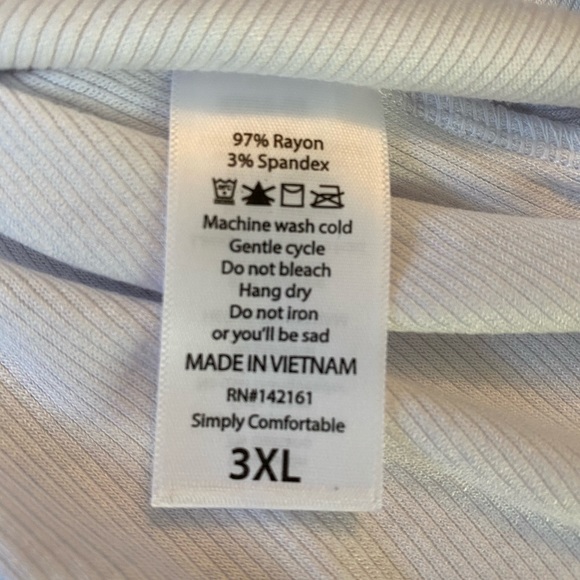 97% Rayon
3% Spandex
Machine wash cold
Gentle cycle
Do not bleach
Hang dry
Do not iron
or you'll be sad
MADE IN VIETNAM
RN#142161
Simply Comfortable
3XL